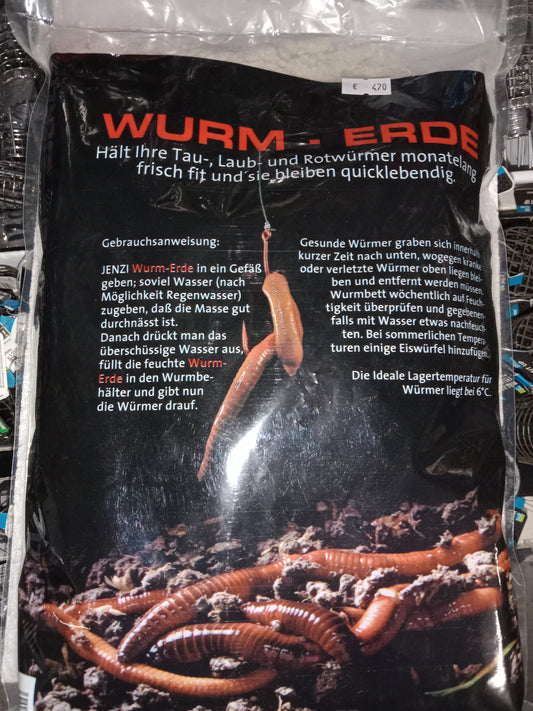 € 4,70
WURM - ERDE
Hält Ihre Tau-, Laub- und Rotwürmer monatelang
frisch fit und sie bleiben quicklebendig.
Gebrauchsanweisung:
JENZI Wurm-Erde in ein Gefäß
geben; soviel Wasser (nach
Möglichkeit Regenwasser)
zugeben, daß die Masse gut
durchnässt ist.
Danach drückt man das
überschüssige Wasser aus,
füllt die feuchte Wurm-
Erde in den Wurmbe-
hälter und gibt nun
die Würmer drauf.
Gesunde Würmer graben sich innerhalb
kurzer Zeit nach unten, wogegen kranke
oder verletzte Würmer oben liegen blei-
ben und entfernt werden müssen.
Wurmbett wöchentlich auf Feuch-
tigkeit überprüfen und gegebenen-
falls mit Wasser etwas nachfeuch-
ten. Bei sommerlichen Tempera-
turen einige Eiswürfel hinzufügen.
Die Ideale Lagertemperatur für
Würmer liegt bei 6°C.